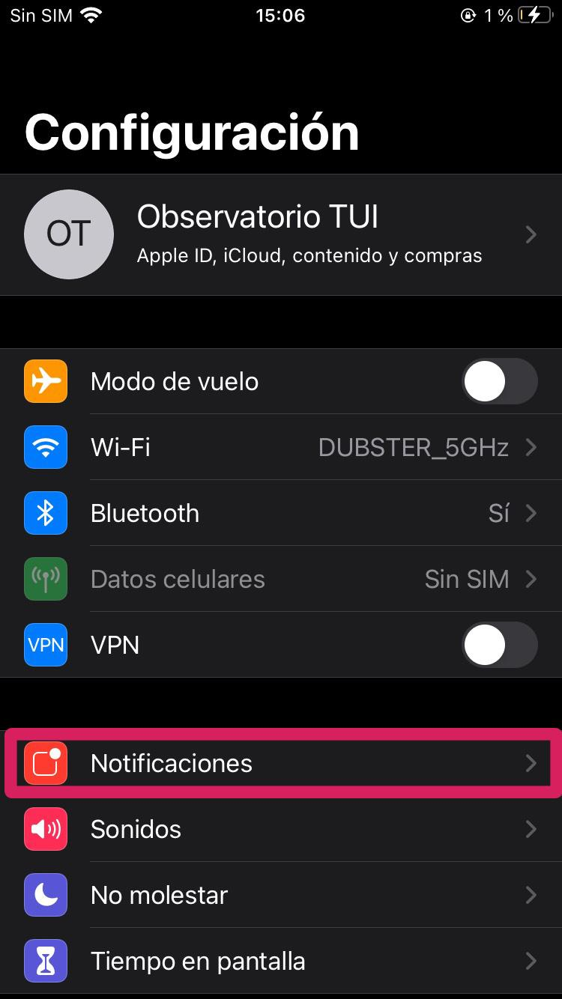 Sin SIM 15:06 1 %
Configuración
OT
Observatorio TUI
Apple ID, iCloud, contenido y compras
Modo de vuelo
Wi-Fi DUBSTER_5GHz
Bluetooth Sí
Datos celulares Sin SIM
VPN VPN
Notificaciones
Sonidos
No molestar
Tiempo en pantalla